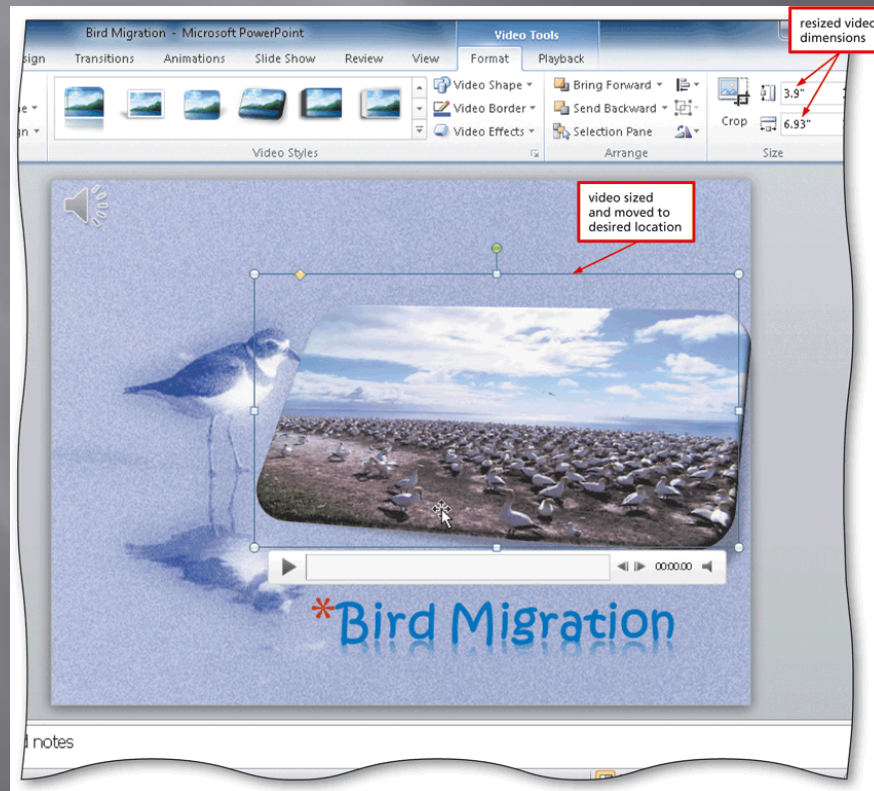 Bird Migration - Microsoft PowerPoint
Video Tools
resized video
dimensions
sign
Transitions
Animations
Slide Show
Review
View
Format
Playback
Video Shape
Video Border
Video Effects
Bring Forward
Send Backward
Selection Pane
Crop
3.9"
6.93"
Video Styles
Arrange
Size
video sized
and moved to
desired location
00:00.00
*Bird Migration
notes